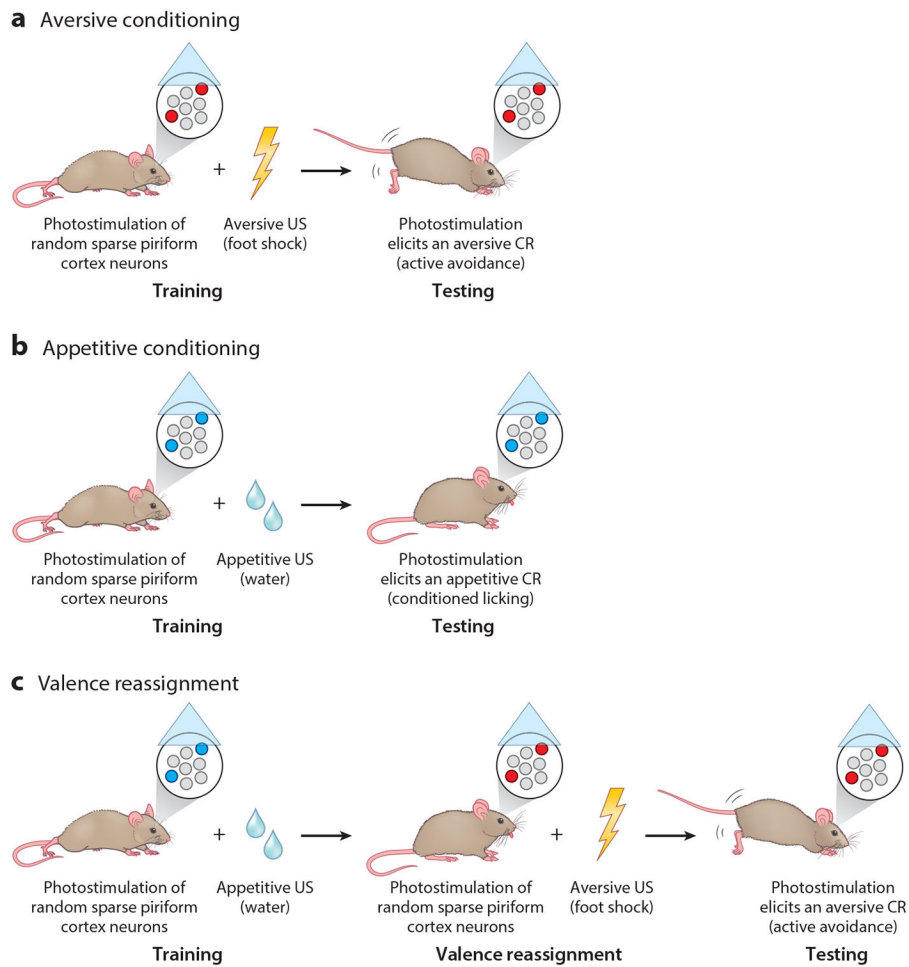 a Aversive conditioning
+
Photostimulation of
random sparse piriform
cortex neurons
Aversive US
(foot shock)
Photostimulation
elicits an aversive CR
(active avoidance)
Training
Testing
b Appetitive conditioning
+
Photostimulation of
random sparse piriform
cortex neurons
Appetitive US
(water)
Photostimulation
elicits an appetitive CR
(conditioned licking)
Training
Testing
c Valence reassignment
+
+
Photostimulation of
random sparse piriform
cortex neurons
Appetitive US
(water)
Photostimulation of
random sparse piriform
cortex neurons
Aversive US
(foot shock)
Photostimulation
elicits an aversive CR
(active avoidance)
Training
Valence reassignment
Testing